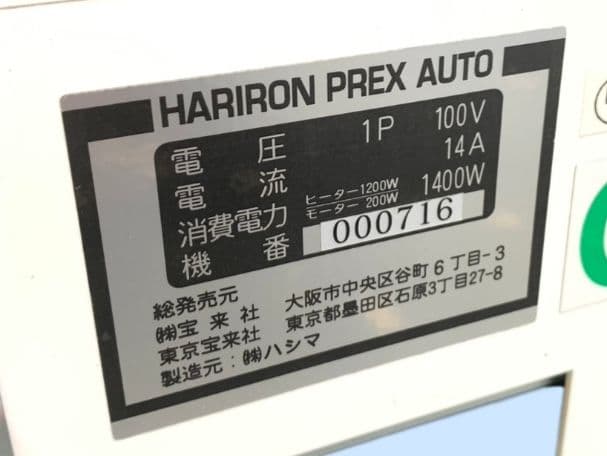 HARIRON PREX AUTO
電圧 1P 100V
電流 14A
消費電力 ヒーター1200W モーター200W 1400W
機番 000716
総発売元
㈱宝来社 大阪市中央区谷町6丁目-3
東京宝来社 東京都墨田区石原3丁目27-8
製造元:㈱ハシマ